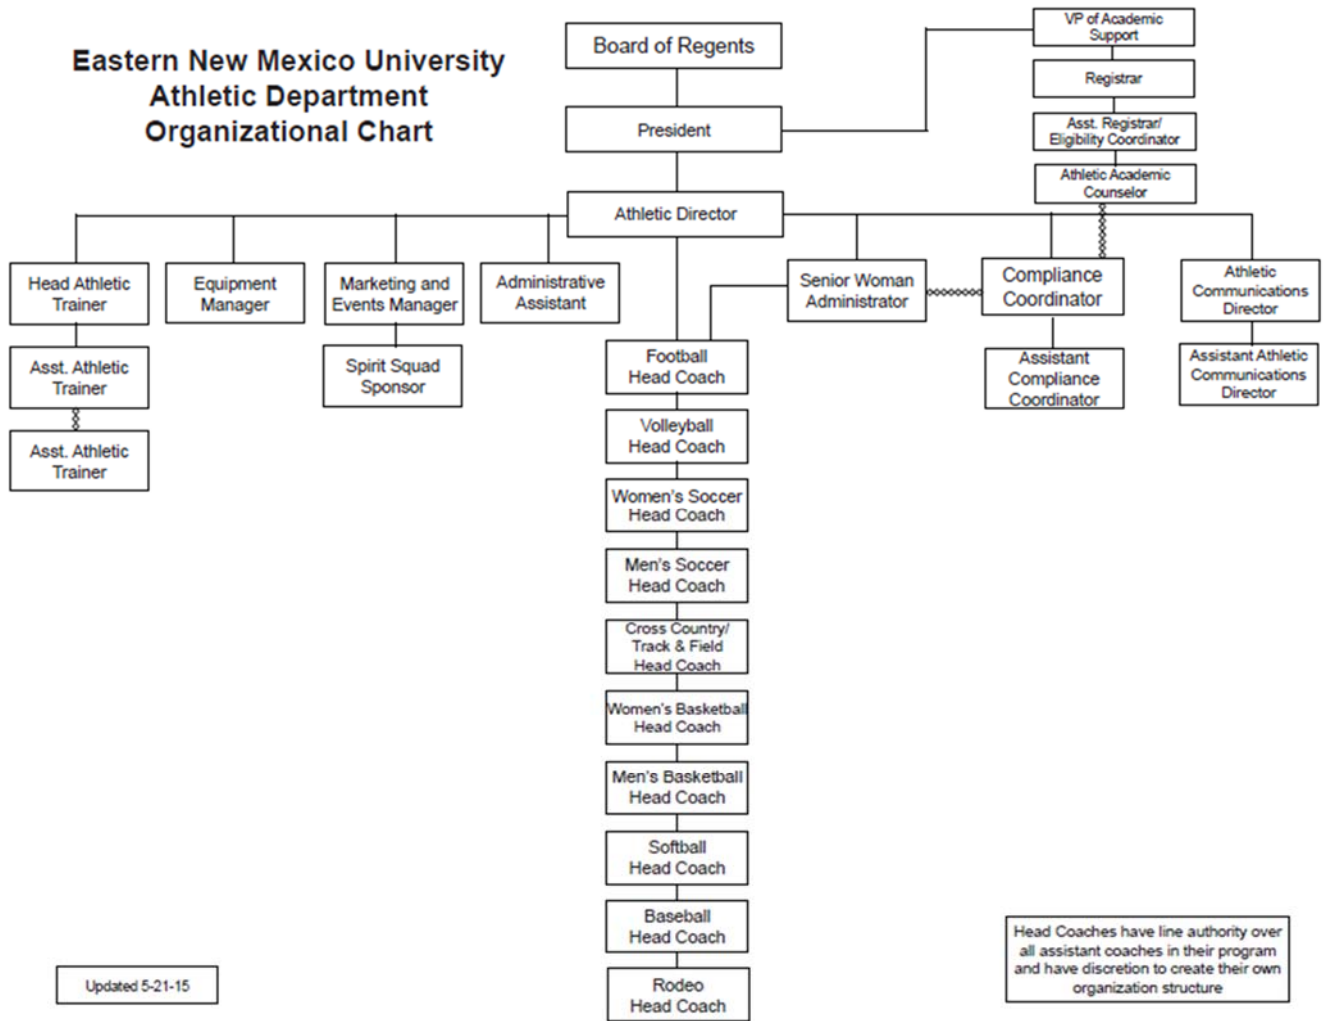 Eastern New Mexico University
Athletic Department
Organizational Chart
Board of Regents
President
Athletic Director
VP of Academic
Support
Registrar
Asst. Registrar/
Eligibility Coordinator
Athletic Academic
Counselor
Head Athletic
Trainer
Equipment
Manager
Marketing and
Events Manager
Administrative
Assistant
Senior Woman
Administrator
Compliance
Coordinator
Athletic
Communications
Director
Asst. Athletic
Trainer
Spirit Squad
Sponsor
Assistant
Compliance
Coordinator
Assistant Athletic
Communications
Director
Asst. Athletic
Trainer
Football
Head Coach
Volleyball
Head Coach
Women's Soccer
Head Coach
Men's Soccer
Head Coach
Cross Country/
Track & Field
Head Coach
Women's Basketball
Head Coach
Men's Basketball
Head Coach
Softball
Head Coach
Baseball
Head Coach
Rodeo
Head Coach
Updated 5-21-15
Head Coaches have line authority over
all assistant coaches in their program
and have discretion to create their own
organization structure